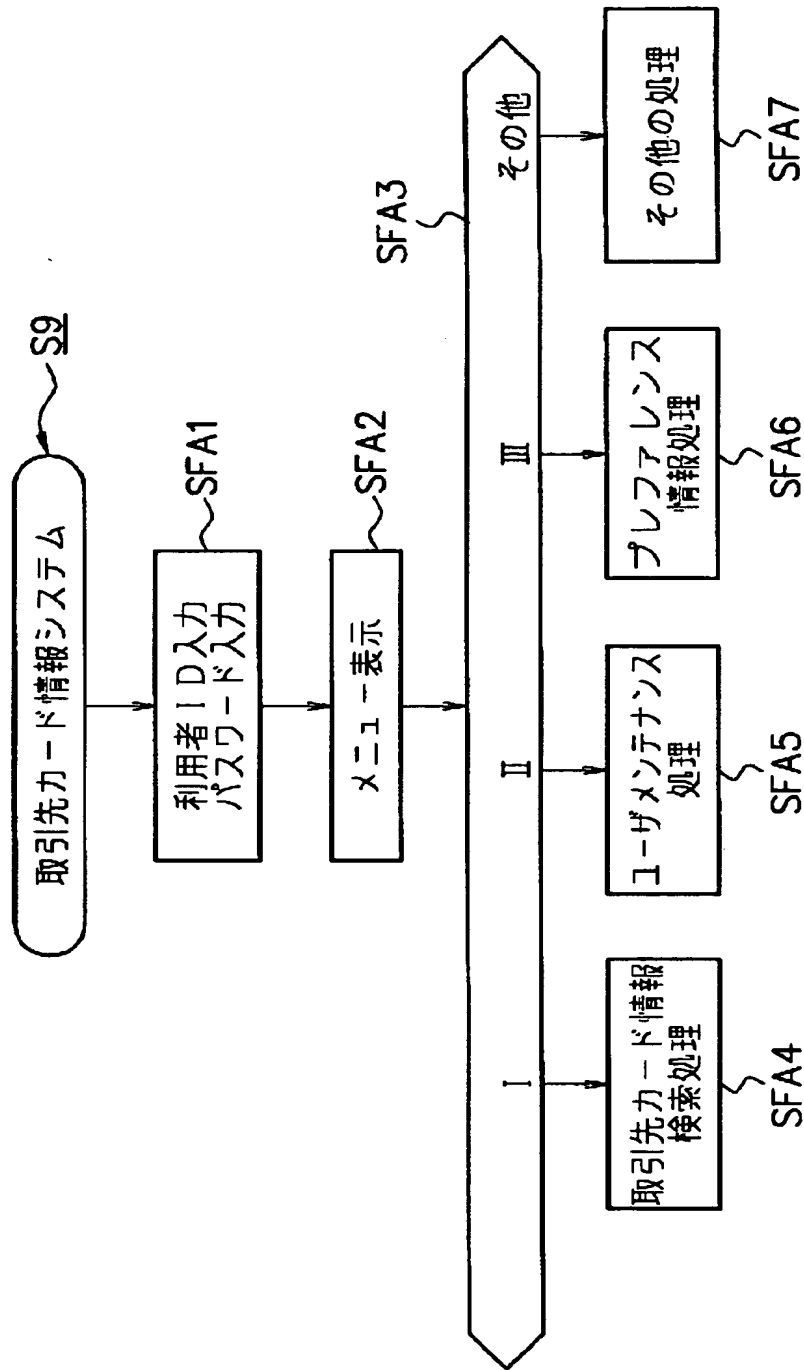 取引先カード情報システム
S9
利用者ID入力
パスワード入力
SFA1
メニュー表示
SFA2
SFA3
I
II
III
その他
取引先カード情報
検索処理
SFA4
ユーザメンテナンス
処理
SFA5
プレファレンス
情報処理
SFA6
その他の処理
SFA7